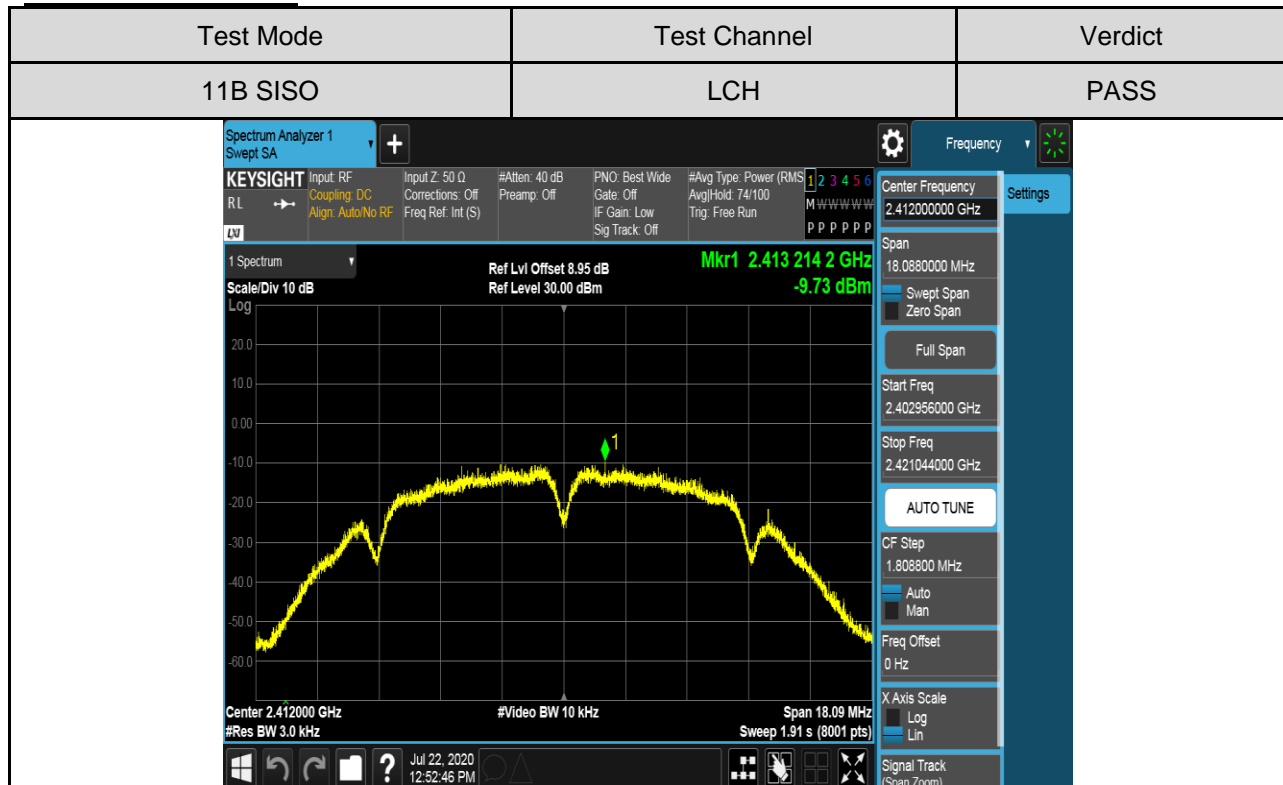 Test Mode Test Channel Verdict
11B SISO LCH PASS
Spectrum Analyzer 1
Swept SA
+
Frequency
KEYSIGHT
RL
LXI
Input: RF
Coupling: DC
Align: Auto/No RF
Input Z: 50 Ω
Corrections: Off
Freq Ref: Int (S)
#Atten: 40 dB
Preamp: Off
PNO: Best Wide
Gate: Off
IF Gain: Low
Sig Track: Off
#Avg Type: Power (RMS
Avg|Hold: 74/100
Trig: Free Run
1 2 3 4 5 6
M W W W W W
P P P P P P
1 Spectrum
Scale/Div 10 dB
Ref Lvl Offset 8.95 dB
Ref Level 30.00 dBm
Mkr1 2.413 214 2 GHz
-9.73 dBm
Log
20.0
10.0
0.00
-10.0
-20.0
-30.0
-40.0
-50.0
-60.0
1
Center 2.412000 GHz
#Res BW 3.0 kHz
#Video BW 10 kHz
Span 18.09 MHz
Sweep 1.91 s (8001 pts)
Center Frequency
2.412000000 GHz
Settings
Span
18.0880000 MHz
Swept Span
Zero Span
Full Span
Start Freq
2.402956000 GHz
Stop Freq
2.421044000 GHz
AUTO TUNE
CF Step
1.808800 MHz
Auto
Man
Freq Offset
0 Hz
X Axis Scale
Log
Lin
Signal Track
(Span Zoom)
?
Jul 22, 2020
12:52:46 PM